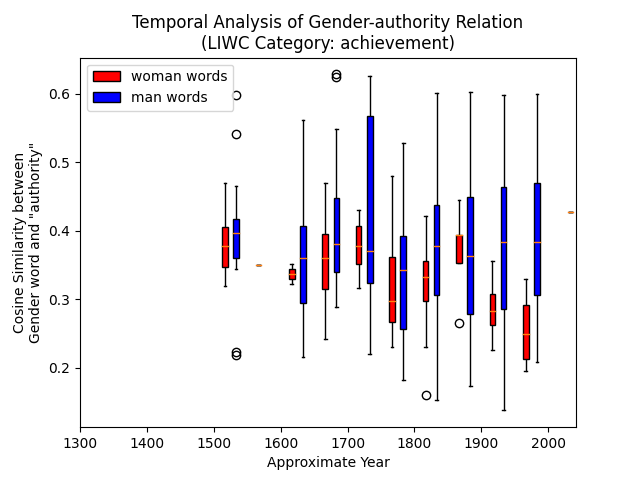 Temporal Analysis of Gender-authority Relation
(LIWC Category: achievement)
woman words
man words
Cosine Similarity between
Gender word and "authority"
0.6
0.5
0.4
0.3
0.2
1300 1400 1500 1600 1700 1800 1900 2000
Approximate Year